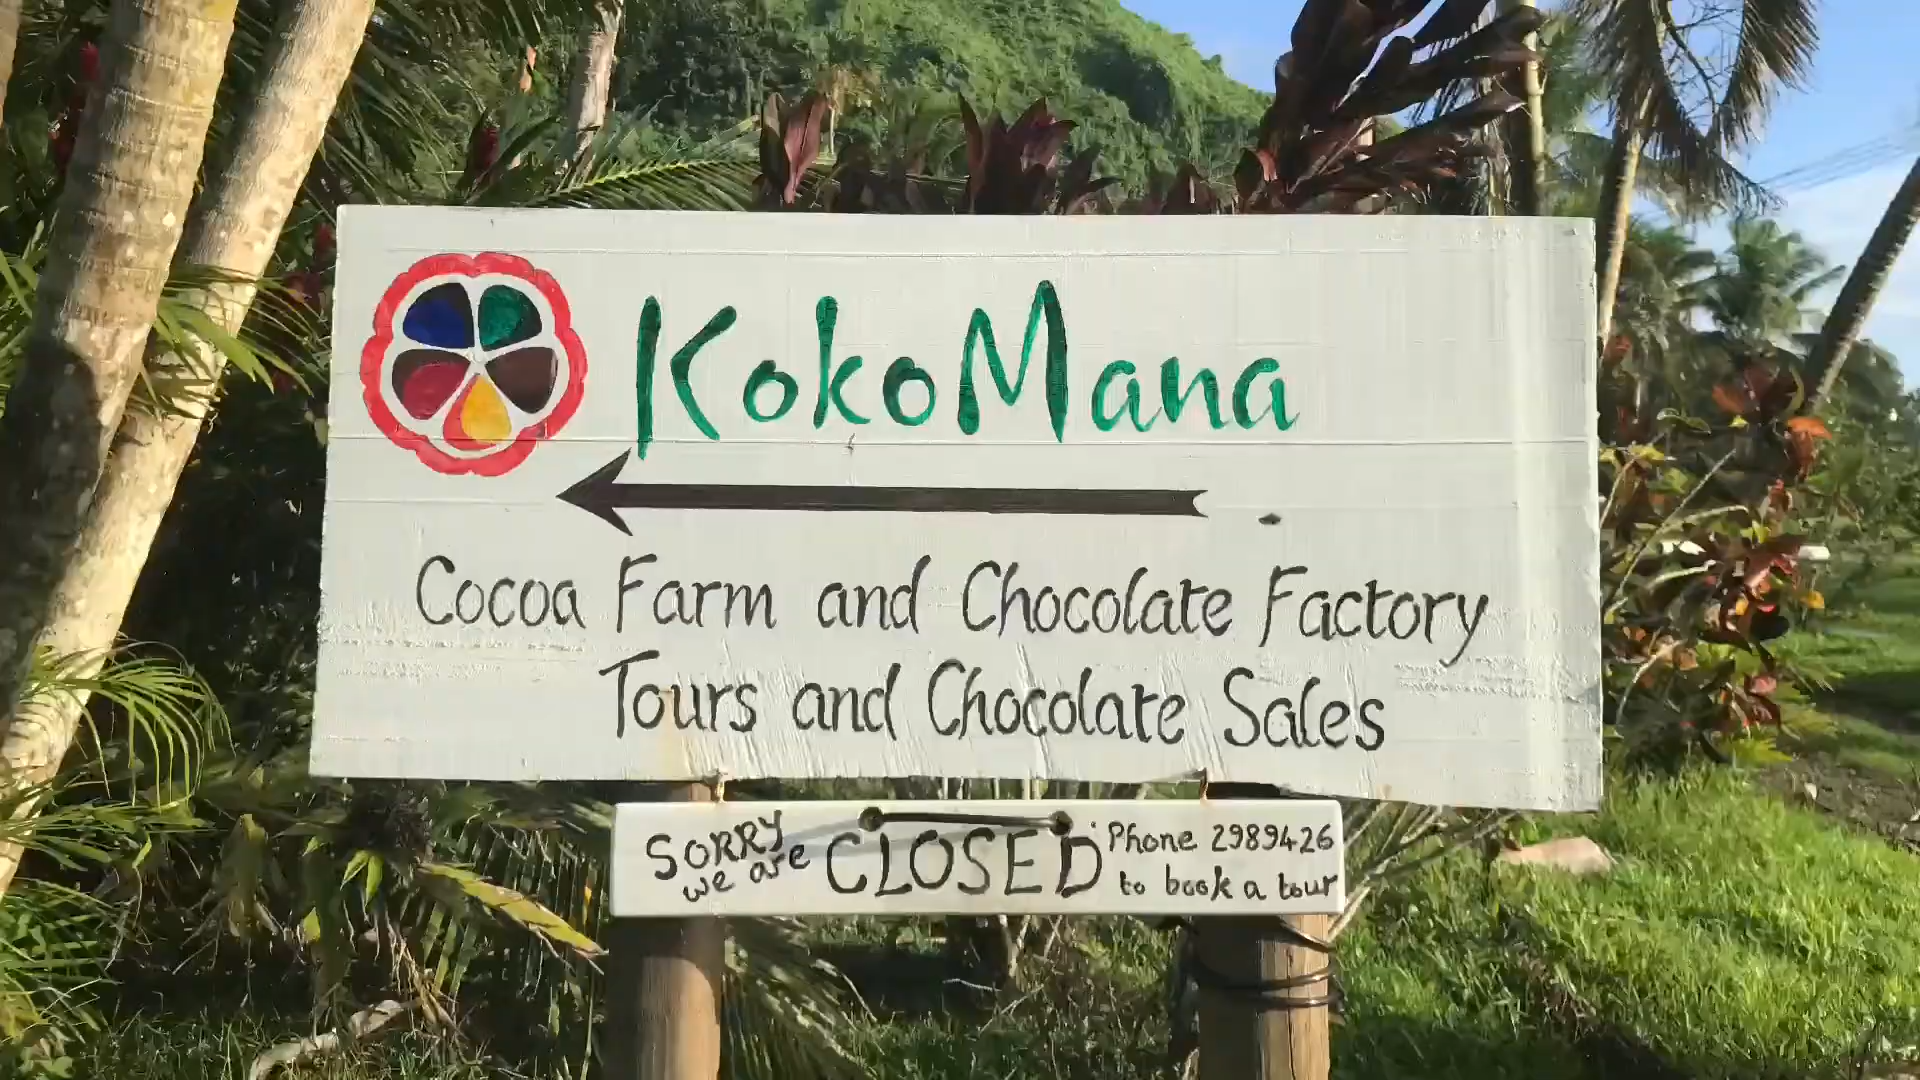 KokoMana
Cocoa Farm and Chocolate Factory
Tours and Chocolate Sales
SORRY
we are
CLOSED
Phone 2989426
to book a tour